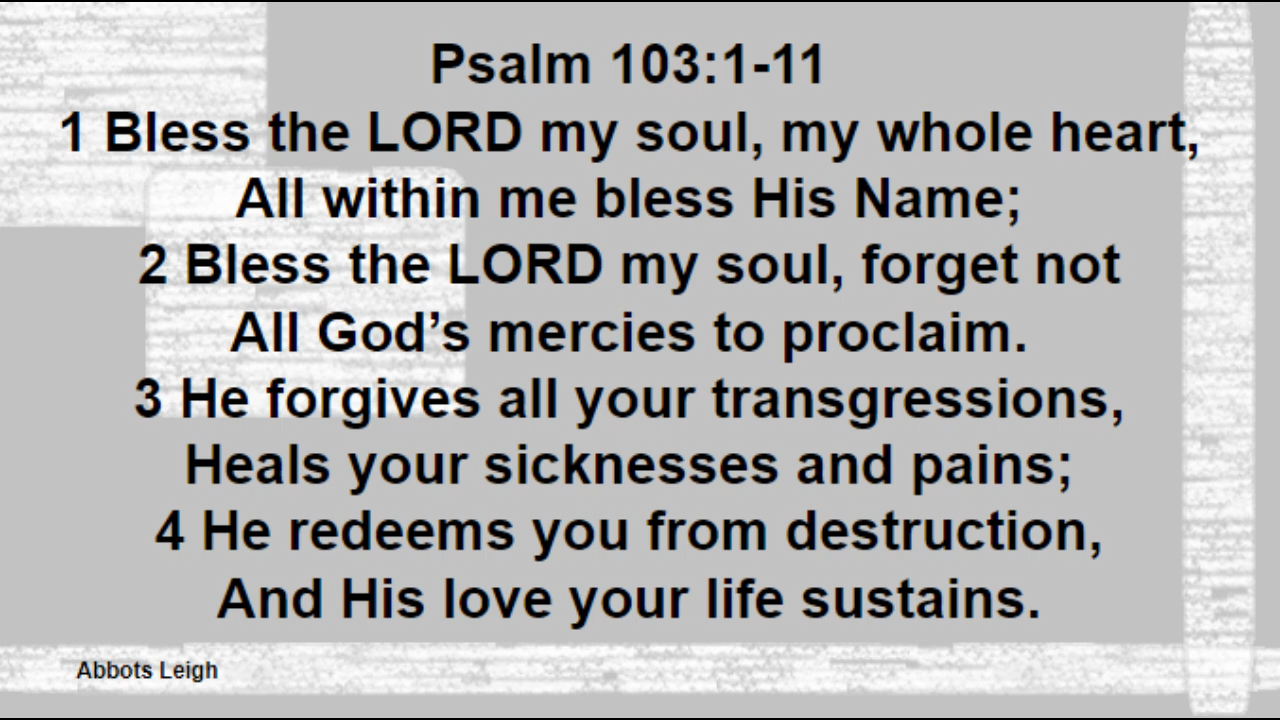 Psalm 103:1-11
1 Bless the LORD my soul, my whole heart,
All within me bless His Name;
2 Bless the LORD my soul, forget not
All God’s mercies to proclaim.
3 He forgives all your transgressions,
Heals your sicknesses and pains;
4 He redeems you from destruction,
And His love your life sustains.
Abbots Leigh